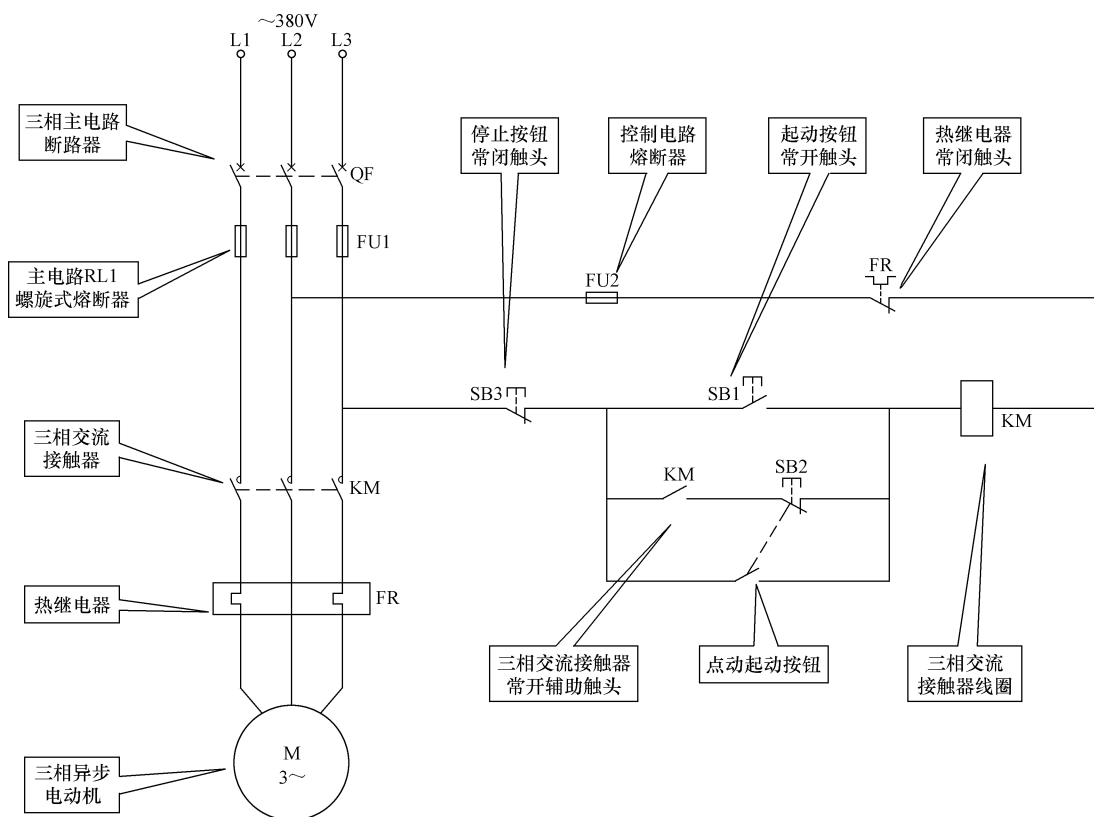 ～380V
L1
L2
L3
三相主电路
断路器
停止按钮
常闭触头
控制电路
熔断器
起动按钮
常开触头
热继电器
常闭触头
QF
FU1
主电路RL1
螺旋式熔断器
FU2
FR
SB3
SB1
KM
三相交流
接触器
KM
KM
SB2
热继电器
FR
三相交流接触器
常开辅助触头
点动起动按钮
三相交流
接触器线圈
三相异步
电动机
M
3～